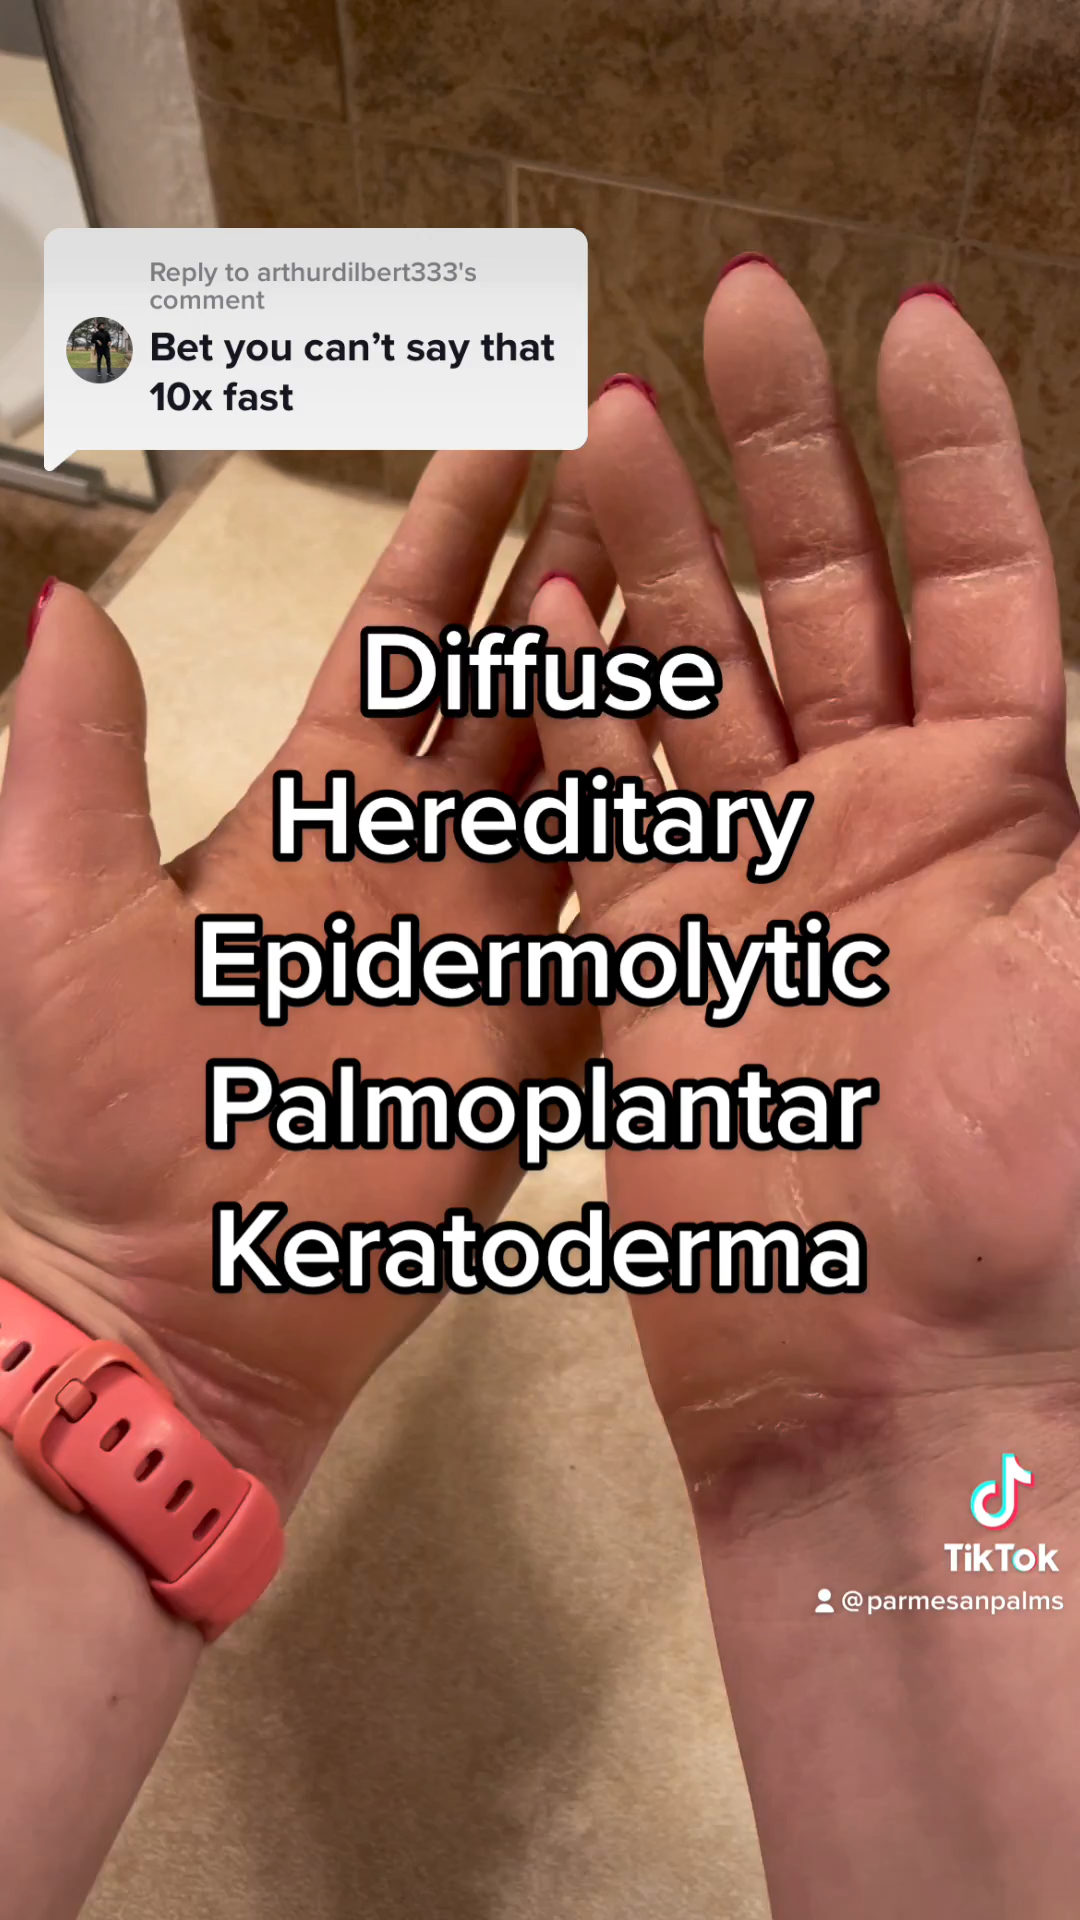 Reply to arthurdilbert333's
comment
Bet you can’t say that
10x fast
Diffuse
Hereditary
Epidermolytic
Palmoplantar
Keratoderma
TikTok
@parmesanpalms